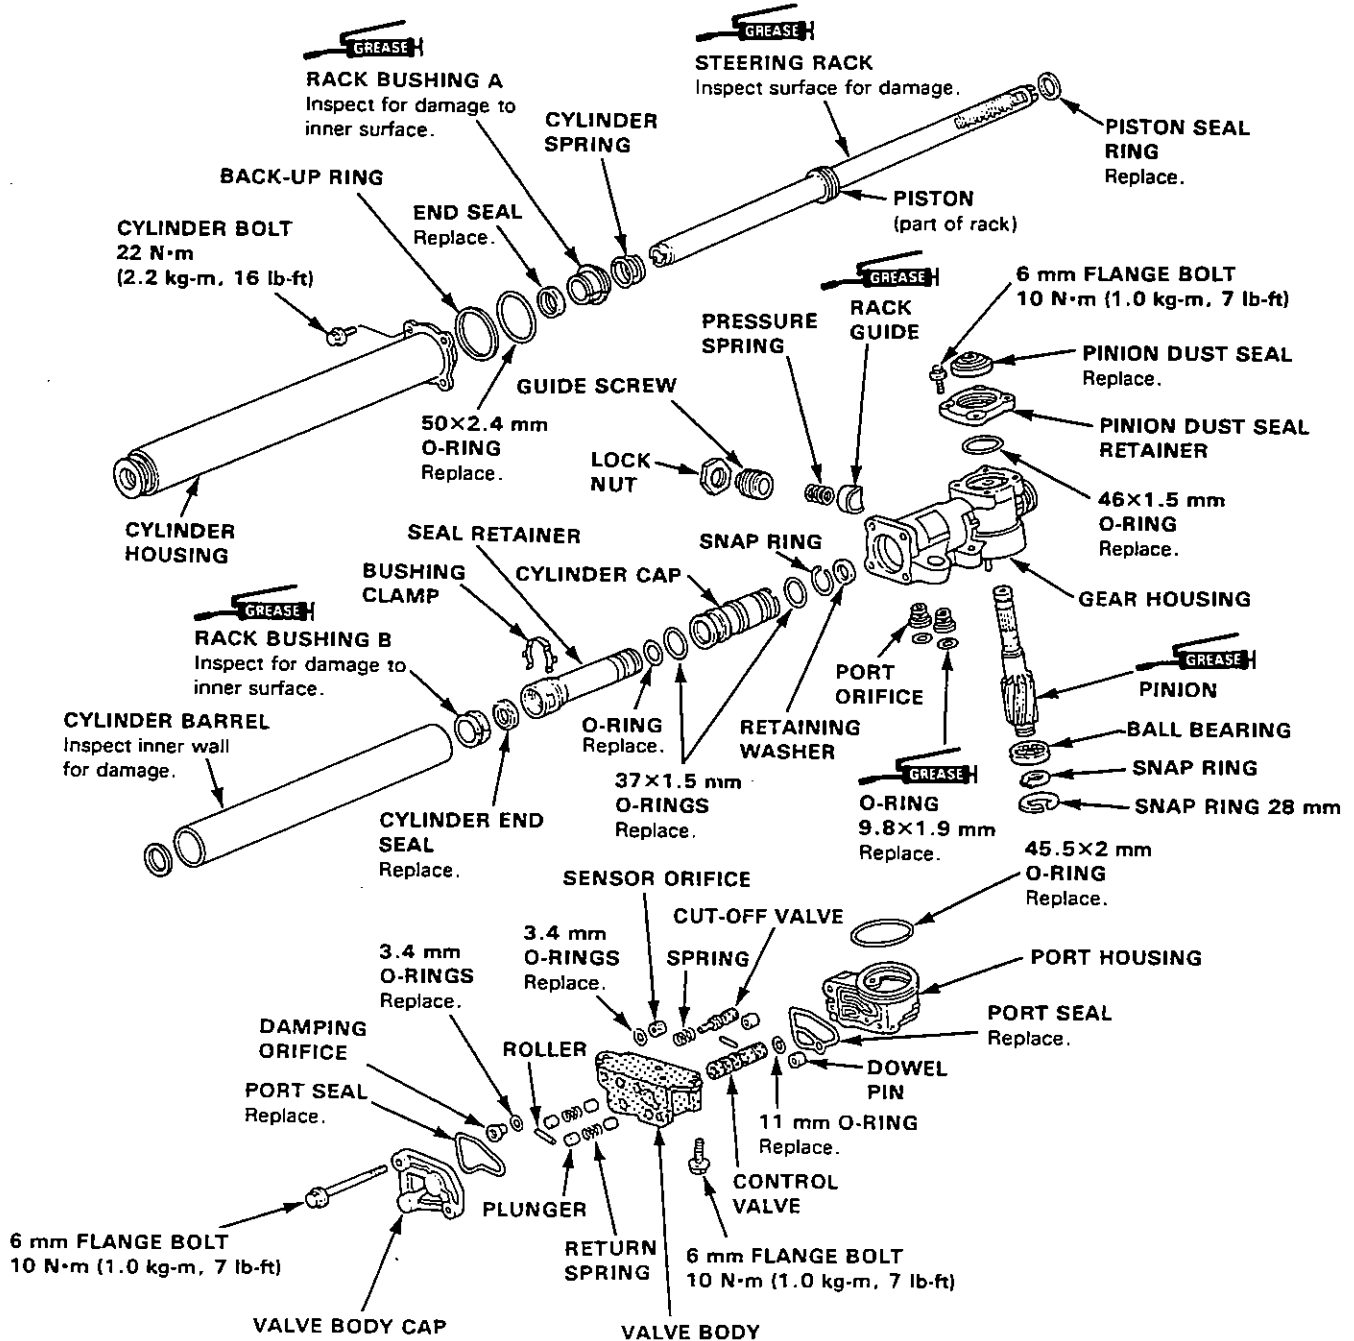 GREASE
RACK BUSHING A
Inspect for damage to
inner surface.
GREASE
STEERING RACK
Inspect surface for damage.
CYLINDER
SPRING
PISTON SEAL
RING
Replace.
BACK-UP RING
END SEAL
Replace.
PISTON
(part of rack)
CYLINDER BOLT
22 N·m
(2.2 kg-m, 16 lb-ft)
GREASE
RACK
GUIDE
6 mm FLANGE BOLT
10 N·m (1.0 kg-m, 7 lb-ft)
PRESSURE
SPRING
PINION DUST SEAL
Replace.
GUIDE SCREW
50×2.4 mm
O-RING
Replace.
PINION DUST SEAL
RETAINER
LOCK
NUT
46×1.5 mm
O-RING
Replace.
CYLINDER
HOUSING
SEAL RETAINER
SNAP RING
BUSHING
CLAMP
CYLINDER CAP
GEAR HOUSING
GREASE
RACK BUSHING B
Inspect for damage to
inner surface.
PORT
ORIFICE
GREASE
PINION
CYLINDER BARREL
Inspect inner wall
for damage.
O-RING
Replace.
RETAINING
WASHER
BALL BEARING
SNAP RING
37×1.5 mm
O-RINGS
Replace.
GREASE
O-RING
9.8×1.9 mm
Replace.
SNAP RING 28 mm
CYLINDER END
SEAL
Replace.
45.5×2 mm
O-RING
Replace.
SENSOR ORIFICE
CUT-OFF VALVE
3.4 mm
O-RINGS
Replace.
3.4 mm
O-RINGS
Replace.
SPRING
PORT HOUSING
DAMPING
ORIFICE
ROLLER
PORT SEAL
Replace.
PORT SEAL
Replace.
DOWEL
PIN
11 mm O-RING
Replace.
CONTROL
VALVE
PLUNGER
6 mm FLANGE BOLT
10 N·m (1.0 kg-m, 7 lb-ft)
RETURN
SPRING
6 mm FLANGE BOLT
10 N·m (1.0 kg-m, 7 lb-ft)
VALVE BODY CAP
VALVE BODY